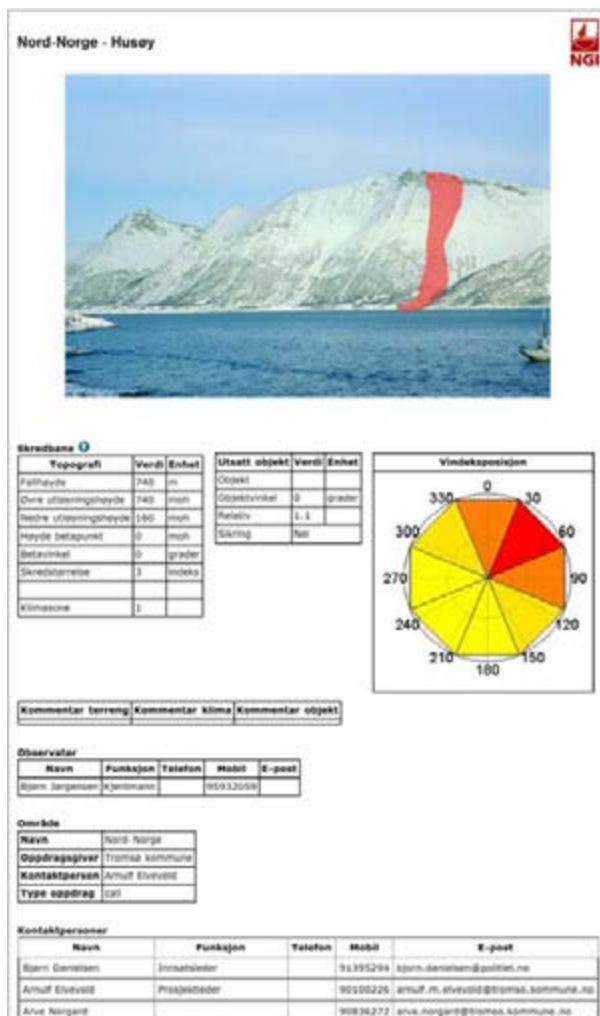 Nord-Norge - Husøy
NGI
Skredbane
Topografi Verdi Enhet
Fallhøyde 740 m
Øvre utløsningshøyde 740 moh
Nedre utløsningshøyde 160 moh
Høyde betapunkt 0 moh
Betavinkel 0 grader
Skredstørrelse 3 indeks
Klimasone 1
Utsatt objekt Verdi Enhet
Objekt
Objektvinkel 0 grader
Relativ 1.1
Sikring Nei
Vindeksposisjon
0
30
60
90
120
150
180
210
240
270
300
330
Kommentar terreng Kommentar klima Kommentar objekt
Observatør
Navn Funksjon Telefon Mobil E-post
Bjørn Jørgensen Kjentmann 95932059
Område
Navn Nord-Norge
Oppdragsgiver Tromsø kommune
Kontaktperson Arnulf Elvevold
Type oppdrag call
Kontaktpersoner
Navn Funksjon Telefon Mobil E-post
Bjørn Danielsen Innsatsleder 91395294 bjorn.danielsen@politiet.no
Arnulf Elvevold Prosjektleder 90100226 arnulf.m.elvevold@tromso.kommune.no
Arve Norgard 90836272 arve.norgard@tromso.kommune.no